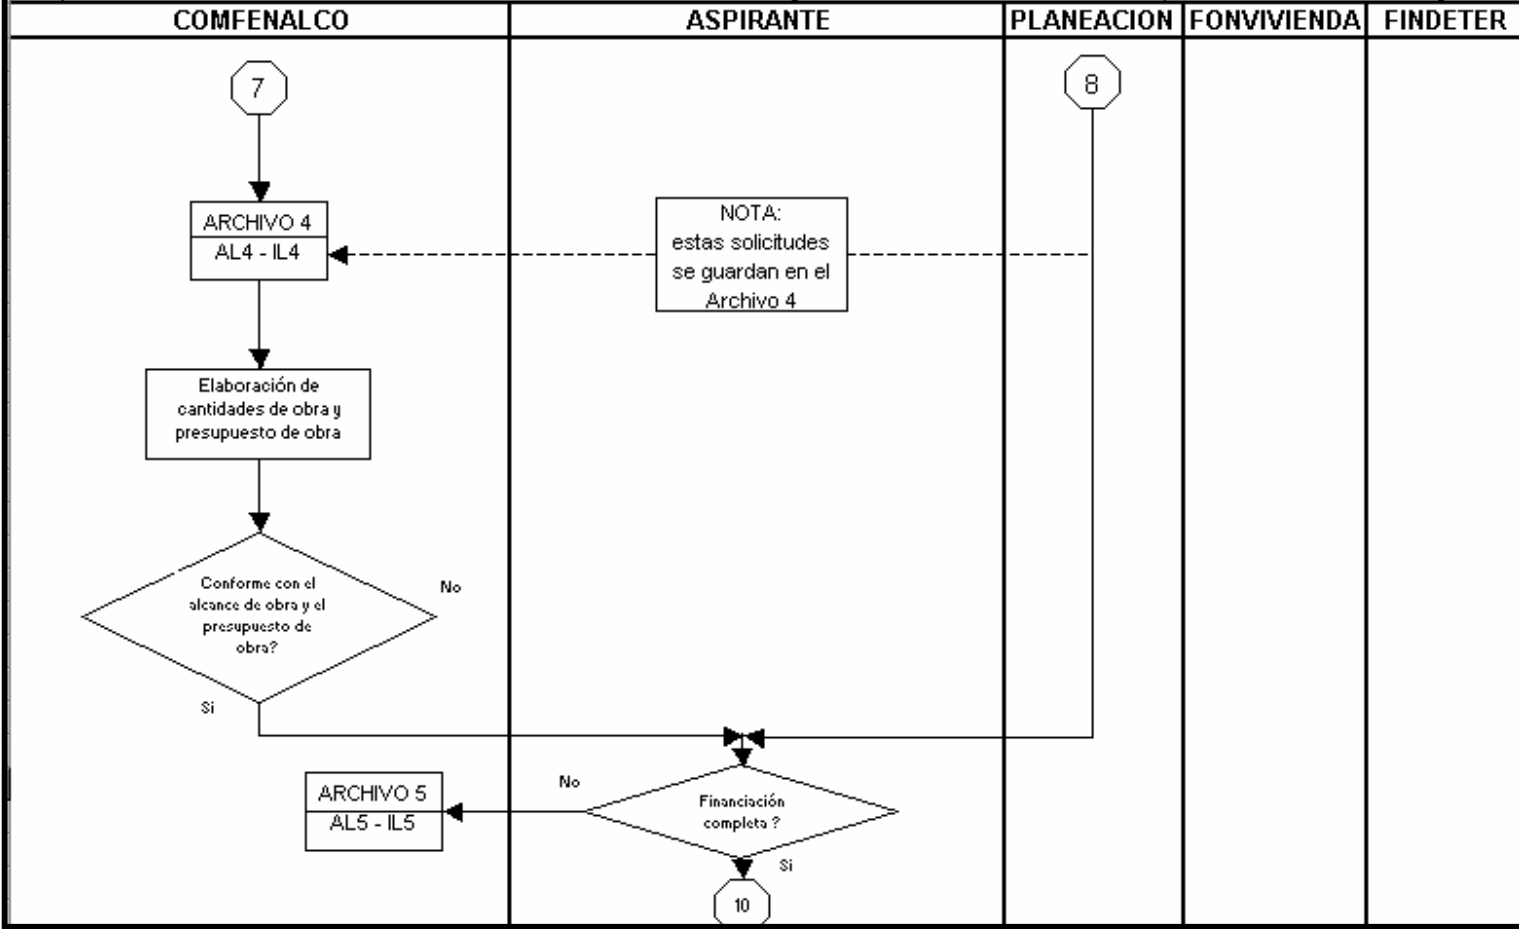 COMFENALCO
ASPIRANTE
PLANEACION
FONVIVIENDA
FINDETER
7
8
ARCHIVO 4
AL4 - IL4
NOTA:
estas solicitudes
se guardan en el
Archivo 4
Elaboración de
cantidades de obra y
presupuesto de obra
Conforme con el
alcance de obra y el
presupuesto de
obra?
No
Si
ARCHIVO 5
AL5 - IL5
No
Financiación
completa ?
Si
10